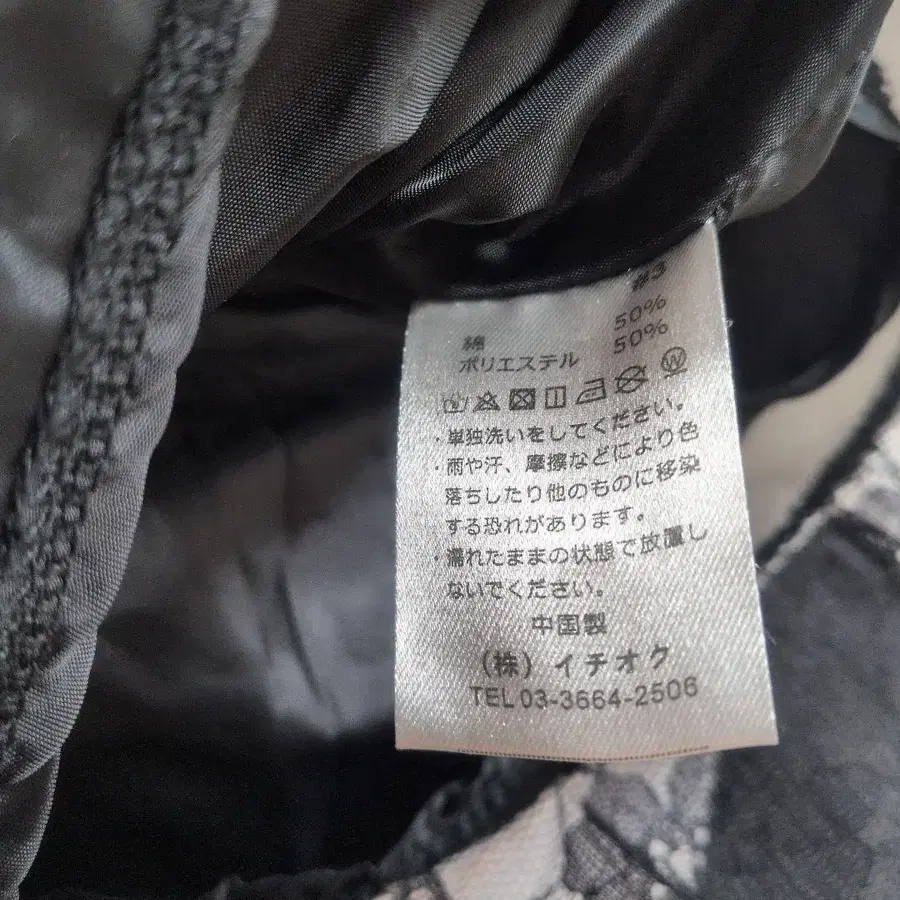 #3
綿 50%
ポリエステル 50%
W
・単独洗いをしてください。
・雨や汗、摩擦などにより色
落ちしたり他のものに移染
する恐れがあります。
・濡れたままの状態で放置し
ないでください。
中国製
(株) イチオク
TEL 03-3664-2506